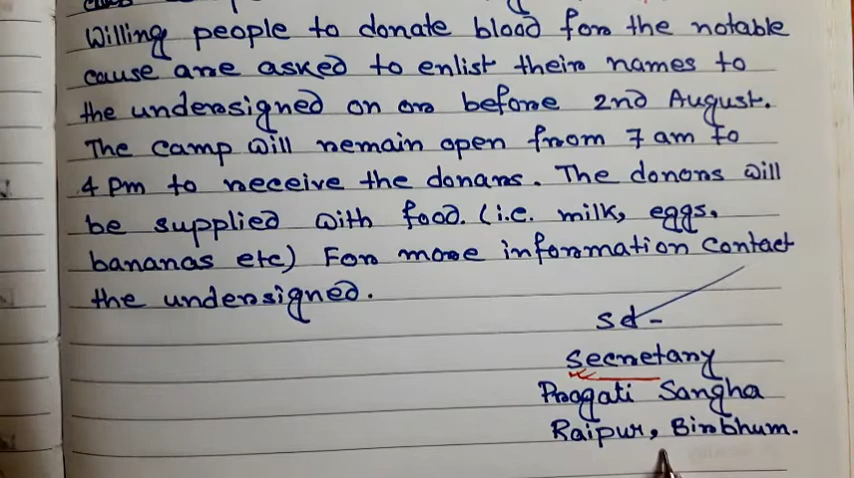 Willing people to donate blood for the notable
cause are asked to enlist their names to
the undersigned on or before 2nd August.
The camp will remain open from 7 am to
4 pm to receive the donars. The donors will
be supplied with food. (i.e. milk, eggs,
bananas etc) For more information contact
the undersigned.
Sd-
Secretary
Pragati Sangha
Raipur, Birbhum.